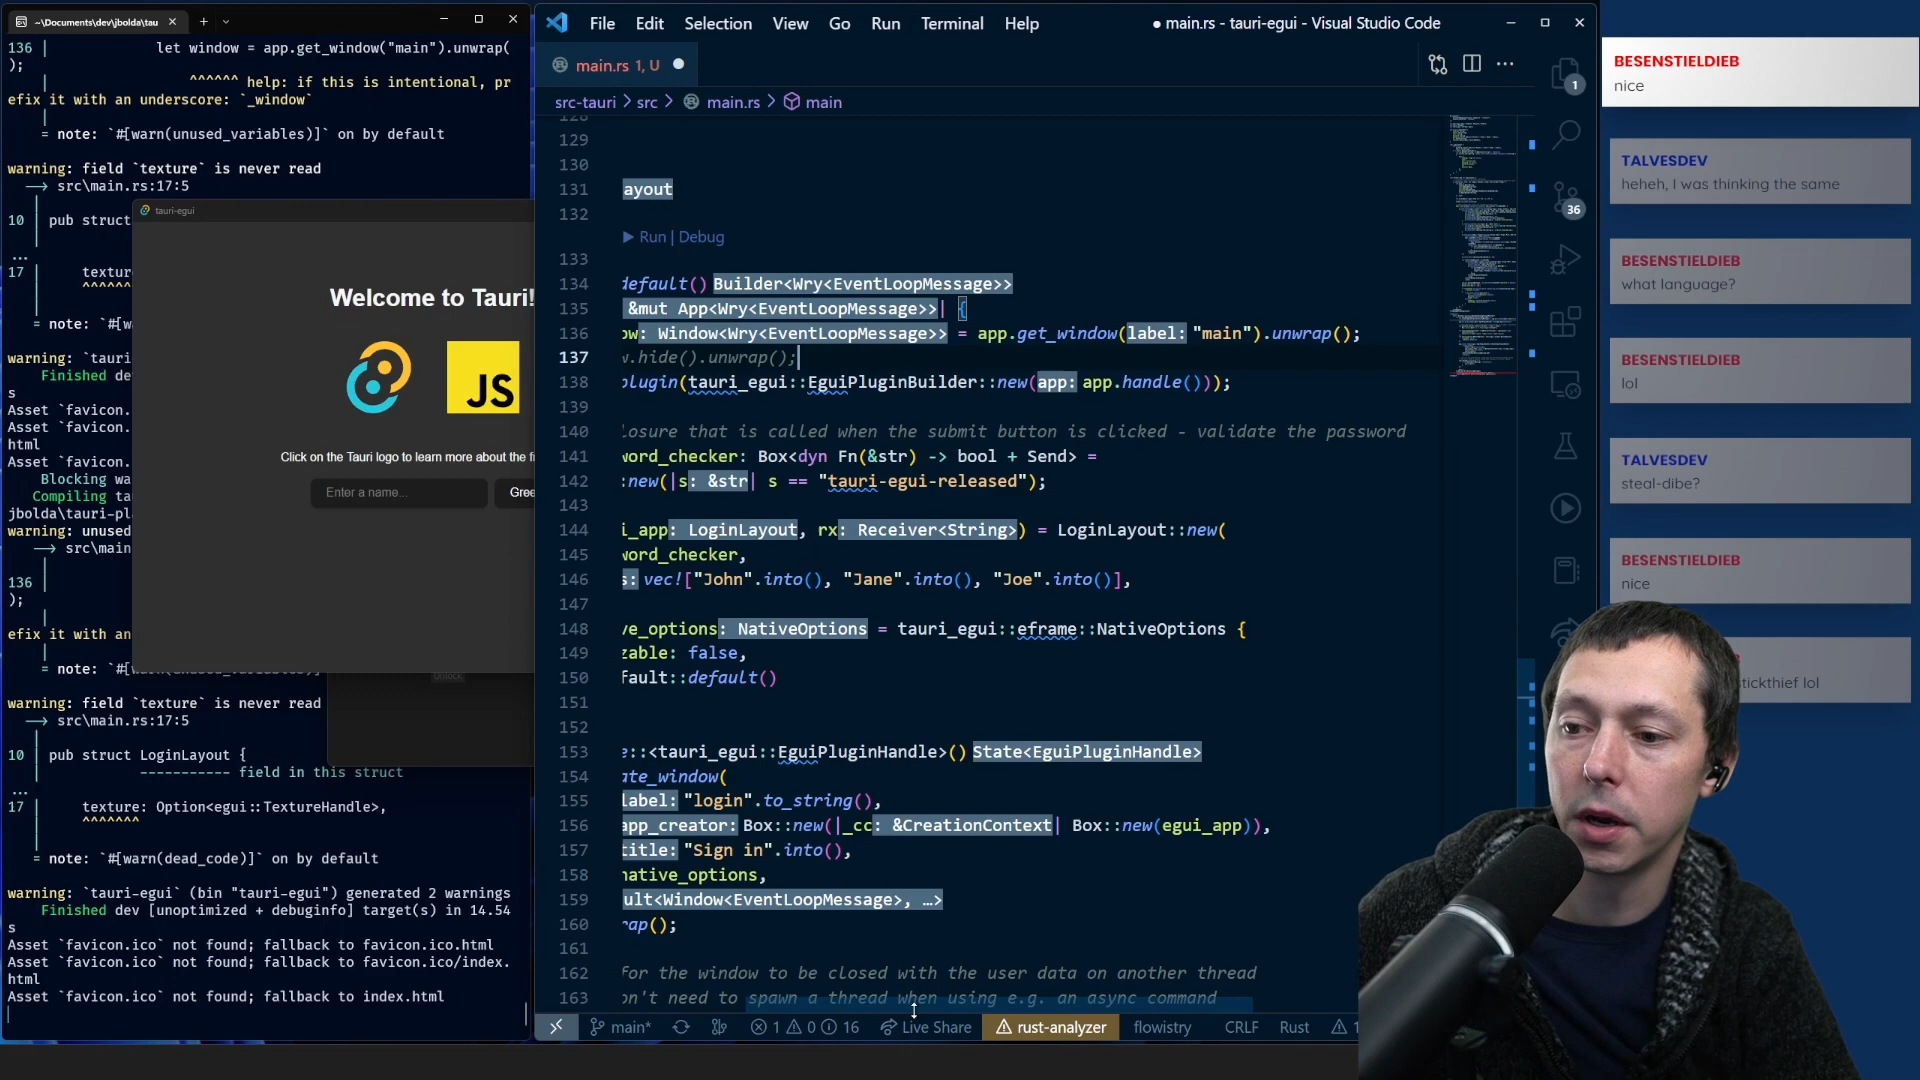 ~\Documents\dev\jbolda\tau
136 |             let window = app.get_window("main").unwrap(
);
    |                 ^^^^^^ help: if this is intentional, pr
efix it with an underscore: `_window`
    |
    = note: `#[warn(unused_variables)]` on by default
warning: field `texture` is never read
  --> src\main.rs:17:5
   |
10 | pub struct
   |
...
17 |     textur
   |     ^^^^^^
   |
   = note: `#[w
warning: `tauri
    Finished de
s
Asset `favicon.
Asset `favicon.
html
Asset `favicon.
    Blocking wa
   Compiling ta
jbolda\tauri-pl
warning: unused
   --> src\main
    |
136 |
);
    |
efix it with an
    |
    = note: `#[warn(unused_variables)]
warning: field `texture` is never read
  --> src\main.rs:17:5
   |
10 | pub struct LoginLayout {
   |            ----------- field in this struct
...
17 |     texture: Option<egui::TextureHandle>,
   |     ^^^^^^^
   |
   = note: `#[warn(dead_code)]` on by default
warning: `tauri-egui` (bin "tauri-egui") generated 2 warnings
    Finished dev [unoptimized + debuginfo] target(s) in 14.54
s
Asset `favicon.ico` not found; fallback to favicon.ico.html
Asset `favicon.ico` not found; fallback to favicon.ico/index.
html
Asset `favicon.ico` not found; fallback to index.html
tauri-egui
Welcome to Tauri!
JS
Click on the Tauri logo to learn more about the f
Enter a name...
Gree
Unlock
File Edit Selection View Go Run Terminal Help
● main.rs - tauri-egui - Visual Studio Code
main.rs 1, U
src-tauri > src > main.rs > main
128
129
130
131 ayout
132
Run | Debug
133
134 default() Builder<Wry<EventLoopMessage>>
135 &mut App<Wry<EventLoopMessage>>| {
136 ow: Window<Wry<EventLoopMessage>> = app.get_window(label: "main").unwrap();
137 w.hide().unwrap();
138 plugin(tauri_egui::EguiPluginBuilder::new(app: app.handle()));
139
140 losure that is called when the submit button is clicked - validate the password
141 word_checker: Box<dyn Fn(&str) -> bool + Send> =
142 :new(|s: &str| s == "tauri-egui-released");
143
144 i_app: LoginLayout, rx: Receiver<String>) = LoginLayout::new(
145 word_checker,
146 s: vec!["John".into(), "Jane".into(), "Joe".into()],
147
148 ve_options: NativeOptions = tauri_egui::eframe::NativeOptions {
149 zable: false,
150 fault::default()
151
152
153 e::<tauri_egui::EguiPluginHandle>() State<EguiPluginHandle>
154 ate_window(
155 label: "login".to_string(),
156 app_creator: Box::new(|_cc: &CreationContext| Box::new(egui_app)),
157 title: "Sign in".into(),
158 native_options,
159 ult<Window<EventLoopMessage>, …>
160 rap();
161
162 for the window to be closed with the user data on another thread
163 on't need to spawn a thread when using e.g. an async command
main* 1 0 16 Live Share rust-analyzer flowistry CRLF Rust 1
1
36
BESENSTIELDIEB
nice
TALVESDEV
heheh, I was thinking the same
BESENSTIELDIEB
what language?
BESENSTIELDIEB
lol
TALVESDEV
steal-dibe?
BESENSTIELDIEB
nice
stickthief lol